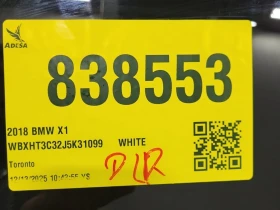 ADESA
838553
2018 BMW X1
WBXHT3C32J5K31099 WHITE
Toronto
DLR